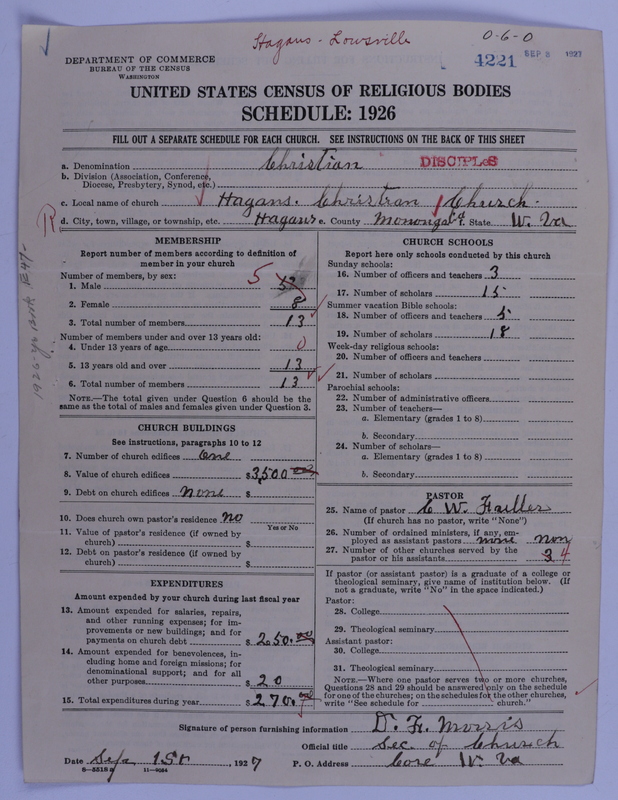 Hagans - Lowsville
0-6-0
4221 SEP 3 1927
DEPARTMENT OF COMMERCE
BUREAU OF THE CENSUS
WASHINGTON
UNITED STATES CENSUS OF RELIGIOUS BODIES
SCHEDULE: 1926
FILL OUT A SEPARATE SCHEDULE FOR EACH CHURCH. SEE INSTRUCTIONS ON THE BACK OF THIS SHEET
a. Denomination Christian DISCIPLES
b. Division (Association, Conference, Diocese, Presbytery, Synod, etc.)
c. Local name of church Hagans. Christian Church.
d. City, town, village, or township, etc. Hagans e. County Monongal f. State W. Va
R
MEMBERSHIP
Report number of members according to definition of member in your church
Number of members, by sex:
1. Male 5
2. Female 8
3. Total number of members 13
Number of members under and over 13 years old:
4. Under 13 years of age 0
5. 13 years old and over 13
6. Total number of members 13
NOTE.—The total given under Question 6 should be the same as the total of males and females given under Question 3.
CHURCH BUILDINGS
See instructions, paragraphs 10 to 12
7. Number of church edifices one
8. Value of church edifices $3,500 00
9. Debt on church edifices none $
10. Does church own pastor's residence No
Yes or No
11. Value of pastor's residence (if owned by church) $
12. Debt on pastor's residence (if owned by church) $
EXPENDITURES
Amount expended by your church during last fiscal year
13. Amount expended for salaries, repairs, and other running expenses; for improvements or new buildings; and for payments on church debt $ 250.00
14. Amount expended for benevolences, including home and foreign missions; for denominational support; and for all other purposes $ 20
15. Total expenditures during year $ 270.00
CHURCH SCHOOLS
Report here only schools conducted by this church
Sunday schools:
16. Number of officers and teachers 3
17. Number of scholars 15
Summer vacation Bible schools:
18. Number of officers and teachers 5
19. Number of scholars 18
Week-day religious schools:
20. Number of officers and teachers
21. Number of scholars
Parochial schools:
22. Number of administrative officers
23. Number of teachers—
a. Elementary (grades 1 to 8)
b. Secondary
24. Number of scholars—
a. Elementary (grades 1 to 8)
b. Secondary
PASTOR
25. Name of pastor C W.
(If church has no pastor, write "None")
26. Number of ordained ministers, if any, employed as assistant pastors none non
27. Number of other churches served by the pastor or his assistants 3 4
If pastor (or assistant pastor) is a graduate of a college or theological seminary, give name of institution below. (If not a graduate, write "No" in the space indicated.)
Pastor:
28. College
29. Theological seminary
Assistant pastor:
30. College
31. Theological seminary
NOTE.—Where one pastor serves two or more churches, Questions 28 and 29 should be answered only on the schedule for one of the churches; on the schedules for the other churches, write "See schedule for church."
Signature of person furnishing information D. F. Morris
Official title Sec of Church
Date Sep 1st, 1927 P. O. Address Core W. Va
8-5518a 11-9084